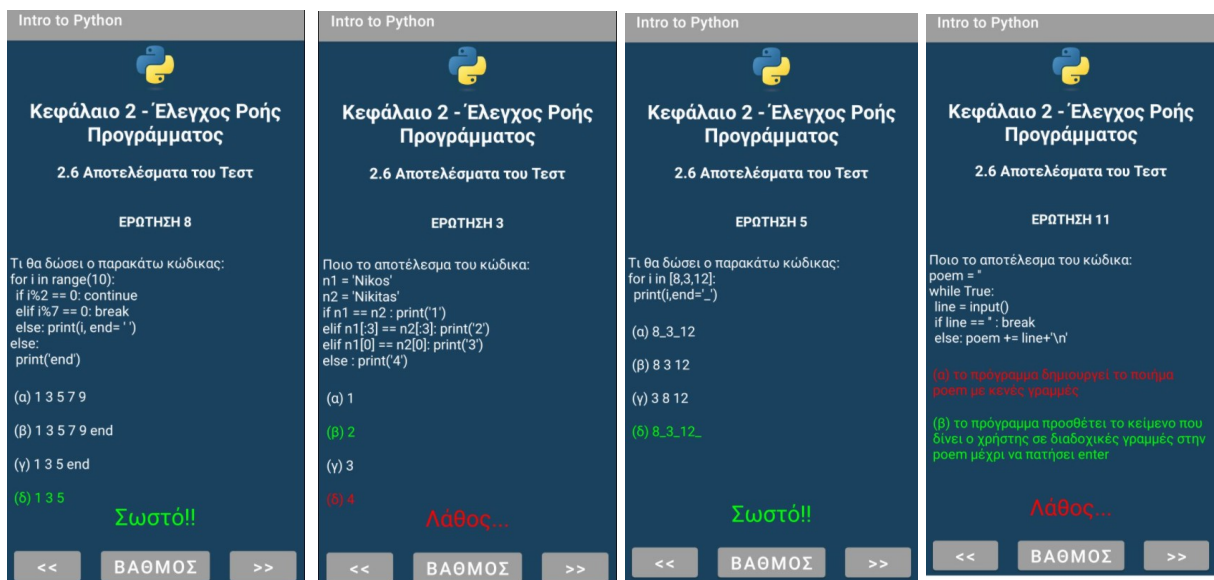 Intro to Python
Κεφάλαιο 2 - Έλεγχος Ροής
Προγράμματος
2.6 Αποτελέσματα του Τεστ
ΕΡΩΤΗΣΗ 8
Τι θα δώσει ο παρακάτω κώδικας:
for i in range(10):
if i%2 == 0: continue
elif i%7 == 0: break
else: print(i, end= ' ')
else:
print('end')
(α) 1 3 5 7 9
(β) 1 3 5 7 9 end
(γ) 1 3 5 end
(δ) 1 3 5
Σωστό!!
<<
ΒΑΘΜΟΣ
>>
Intro to Python
Κεφάλαιο 2 - Έλεγχος Ροής
Προγράμματος
2.6 Αποτελέσματα του Τεστ
ΕΡΩΤΗΣΗ 3
Ποιο το αποτέλεσμα του κώδικα:
n1 = 'Nikos'
n2 = 'Nikitas'
if n1 == n2 : print('1')
elif n1[:3] == n2[:3]: print('2')
elif n1[0] == n2[0]: print('3')
else : print('4')
(α) 1
(β) 2
(γ) 3
(δ) 4
Λάθος...
<<
ΒΑΘΜΟΣ
>>
Intro to Python
Κεφάλαιο 2 - Έλεγχος Ροής
Προγράμματος
2.6 Αποτελέσματα του Τεστ
ΕΡΩΤΗΣΗ 5
Τι θα δώσει ο παρακάτω κώδικας:
for i in [8,3,12]:
print(i,end='_')
(α) 8_3_12
(β) 8 3 12
(γ) 3 8 12
(δ) 8_3_12_
Σωστό!!
<<
ΒΑΘΜΟΣ
>>
Intro to Python
Κεφάλαιο 2 - Έλεγχος Ροής
Προγράμματος
2.6 Αποτελέσματα του Τεστ
ΕΡΩΤΗΣΗ 11
Ποιο το αποτέλεσμα του κώδικα:
poem = ''
while True:
line = input()
if line == '' : break
else: poem += line+'\n'
(α) το πρόγραμμα δημιουργεί το ποιήμα
poem με κενές γραμμές
(β) το πρόγραμμα προσθέτει το κείμενο που
δίνει ο χρήστης σε διαδοχικές γραμμές στην
poem μέχρι να πατήσει enter
Λάθος...
<<
ΒΑΘΜΟΣ
>>